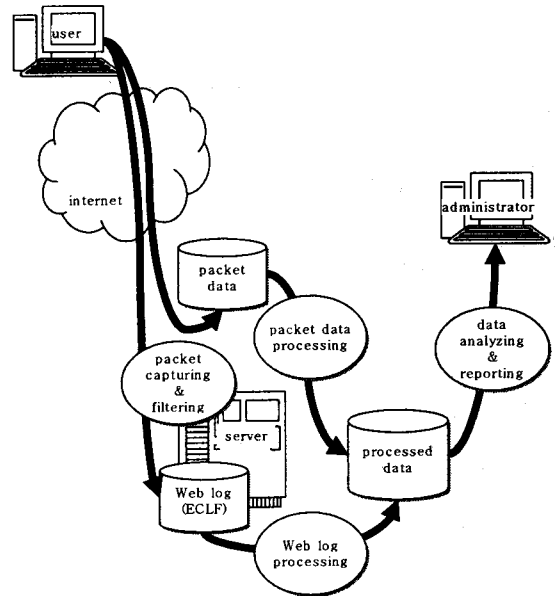 user
internet
administrator
packet
data
packet data
processing
data
analyzing
&
reporting
packet
capturing
&
filtering
server
processed
data
Web log
(ECLF)
Web log
processing